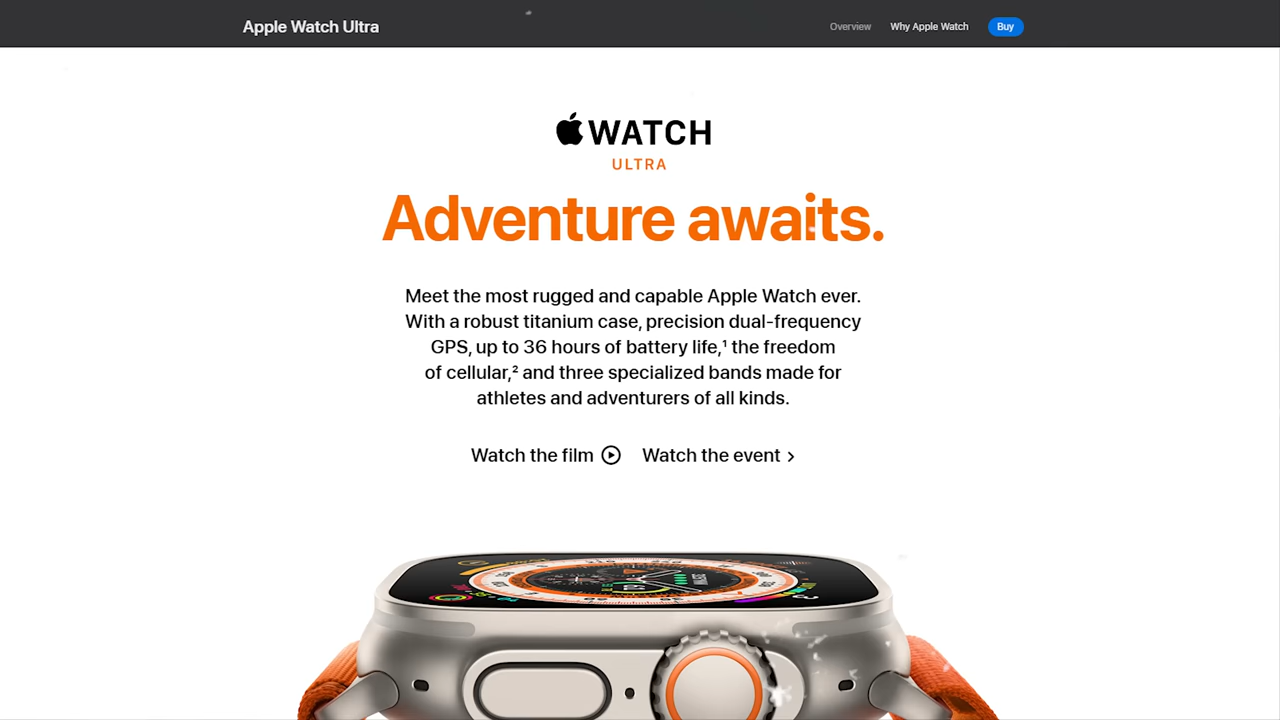 Apple Watch Ultra
Overview
Why Apple Watch
Buy
WATCH
ULTRA
Adventure awaits.
Meet the most rugged and capable Apple Watch ever.
With a robust titanium case, precision dual-frequency
GPS, up to 36 hours of battery life,¹ the freedom
of cellular,² and three specialized bands made for
athletes and adventurers of all kinds.
Watch the film
Watch the event